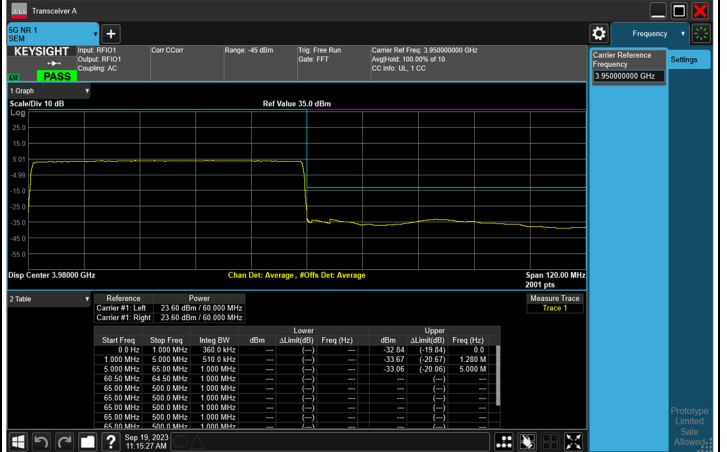 Transceiver A
5G NR 1
SEM
Frequency
KEYSIGHT
Input: RFIO1
Output: RFIO1
Coupling: AC
Corr CCorr
Range: -45 dBm
Trig: Free Run
Gate: FFT
Carrier Ref Freq: 3.950000000 GHz
Avg|Hold: 100.00% of 10
CC Info: UL, 1 CC
PASS
Carrier Reference
Frequency
3.950000000 GHz
Settings
1 Graph
Scale/Div 10 dB
Ref Value 35.0 dBm
Log
25.0
15.0
5.01
-4.99
-15.0
-25.0
-35.0
-45.0
-55.0
Disp Center 3.98000 GHz
Chan Det: Average, #Offs Det: Average
Span 120.00 MHz
2001 pts
2 Table
Reference Power
Carrier #1: Left 23.60 dBm / 60.000 MHz
Carrier #1: Right 23.60 dBm / 60.000 MHz
Measure Trace
Trace 1
Lower Upper
Start Freq Stop Freq Integ BW dBm ΔLimit(dB) Freq (Hz) dBm ΔLimit(dB) Freq (Hz)
0.0 Hz 1.000 MHz 360.0 kHz --- (---) --- -32.84 (-19.84) 0.0
1.000 MHz 5.000 MHz 510.0 kHz --- (---) --- -33.67 (-20.67) 1.280 M
5.000 MHz 65.00 MHz 1.000 MHz --- (---) --- -33.06 (-20.06) 5.000 M
60.50 MHz 64.50 MHz 1.000 MHz --- (---) --- --- (---) ---
65.00 MHz 500.0 MHz 1.000 MHz --- (---) --- --- (---) ---
65.00 MHz 500.0 MHz 1.000 MHz --- (---) --- --- (---) ---
65.00 MHz 500.0 MHz 1.000 MHz --- (---) --- --- (---) ---
65.00 MHz 500.0 MHz 1.000 MHz --- (---) --- --- (---) ---
65.00 MHz 500.0 MHz 1.000 MHz --- (---) --- --- (---) ---
Prototype
Limited
Sale
Allowed
Sep 19, 2023
11:15:27 AM